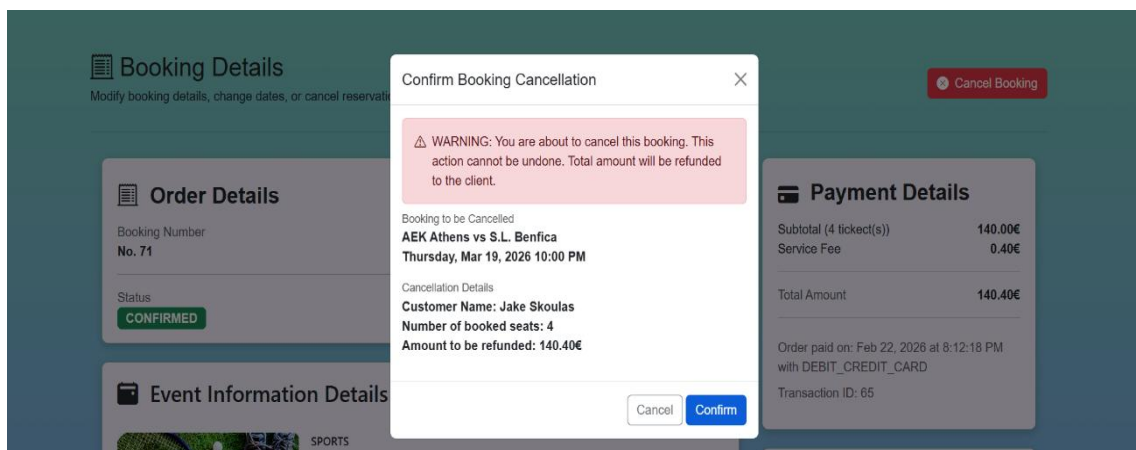 Booking Details
Modify booking details, change dates, or cancel
Cancel Booking
Confirm Booking Cancellation
WARNING: You are about to cancel this booking. This
action cannot be undone. Total amount will be refunded
to the client.
Booking to be Cancelled
AEK Athens vs S.L. Benfica
Thursday, Mar 19, 2026 10:00 PM
Cancellation Details
Customer Name: Jake Skoulas
Number of booked seats: 4
Amount to be refunded: 140.40€
Cancel
Confirm
Order Details
Booking Number
No. 71
Status
CONFIRMED
Event Information Details
SPORTS
Payment Details
Subtotal (4 tickect(s)) 140.00€
Service Fee 0.40€
Total Amount 140.40€
Order paid on: Feb 22, 2026 at 8:12:18 PM
with DEBIT_CREDIT_CARD
Transaction ID: 65